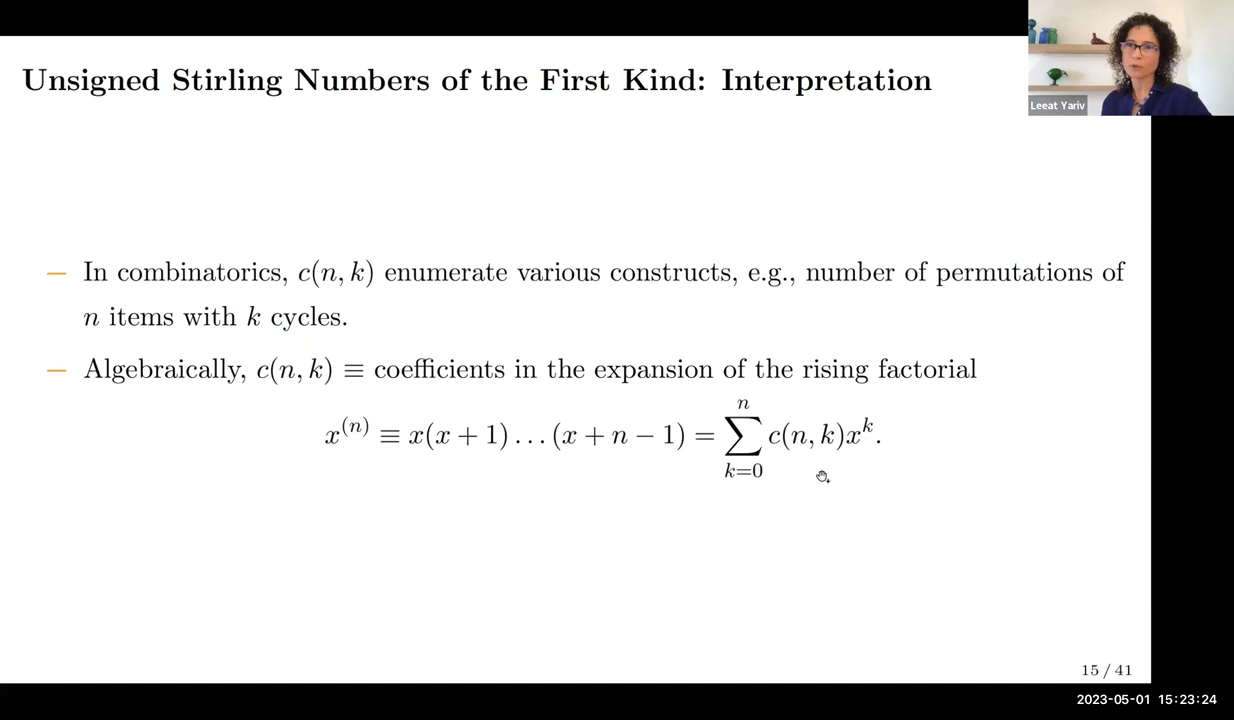 Unsigned Stirling Numbers of the First Kind: Interpretation
Leeat Yariv
– In combinatorics, c(n, k) enumerate various constructs, e.g., number of permutations of
n items with k cycles.
– Algebraically, c(n, k) ≡ coefficients in the expansion of the rising factorial
x^{(n)} ≡ x(x + 1) . . . (x + n − 1) = \sum_{k=0}^{n} c(n, k)x^k.
15 / 41
2023-05-01 15:23:24